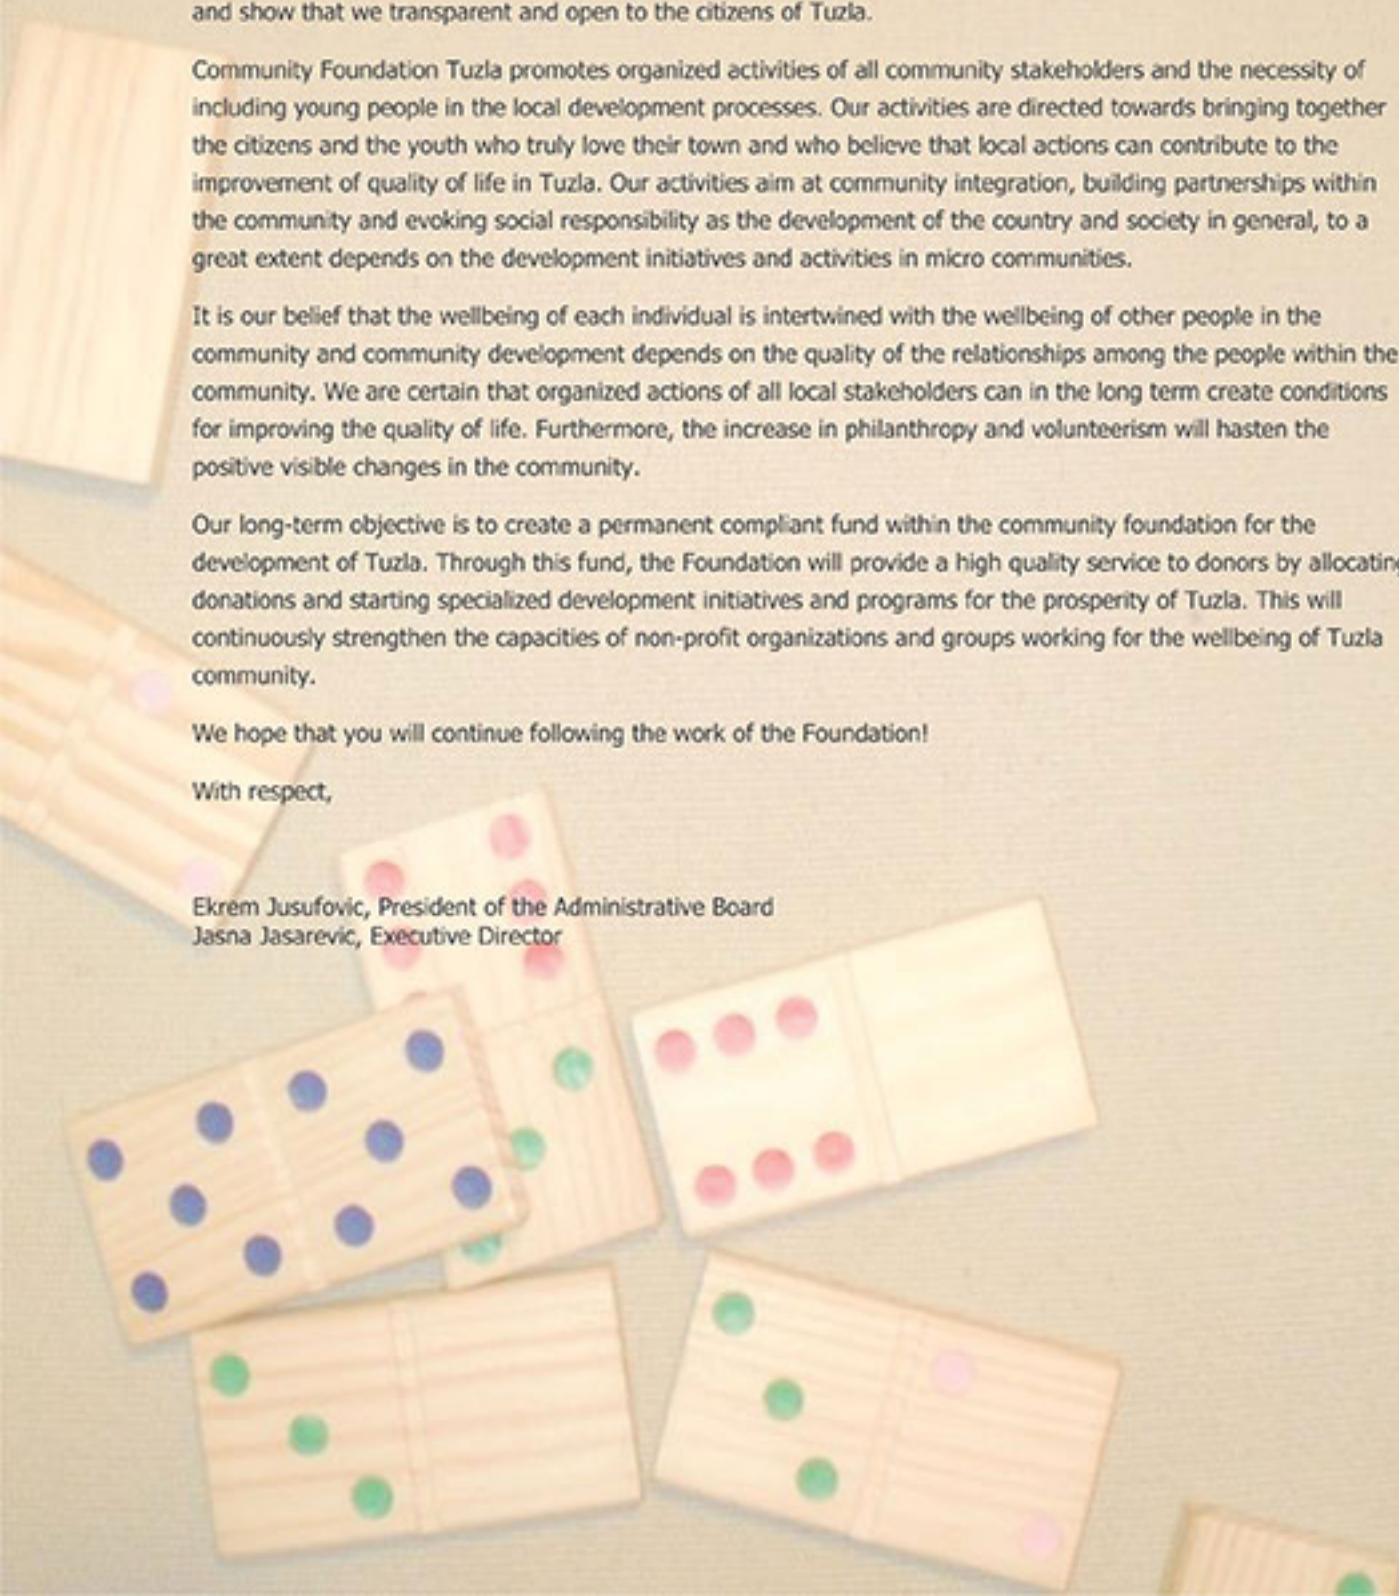 and show that we transparent and open to the citizens of Tuzla.
Community Foundation Tuzla promotes organized activities of all community stakeholders and the necessity of
including young people in the local development processes. Our activities are directed towards bringing together
the citizens and the youth who truly love their town and who believe that local actions can contribute to the
improvement of quality of life in Tuzla. Our activities aim at community integration, building partnerships within
the community and evoking social responsibility as the development of the country and society in general, to a
great extent depends on the development initiatives and activities in micro communities.
It is our belief that the wellbeing of each individual is intertwined with the wellbeing of other people in the
community and community development depends on the quality of the relationships among the people within the
community. We are certain that organized actions of all local stakeholders can in the long term create conditions
for improving the quality of life. Furthermore, the increase in philanthropy and volunteerism will hasten the
positive visible changes in the community.
Our long-term objective is to create a permanent compliant fund within the community foundation for the
development of Tuzla. Through this fund, the Foundation will provide a high quality service to donors by allocatin
donations and starting specialized development initiatives and programs for the prosperity of Tuzla. This will
continuously strengthen the capacities of non-profit organizations and groups working for the wellbeing of Tuzla
community.
We hope that you will continue following the work of the Foundation!
With respect,
Ekrem Jusufovic, President of the Administrative Board
Jasna Jasarevic, Executive Director